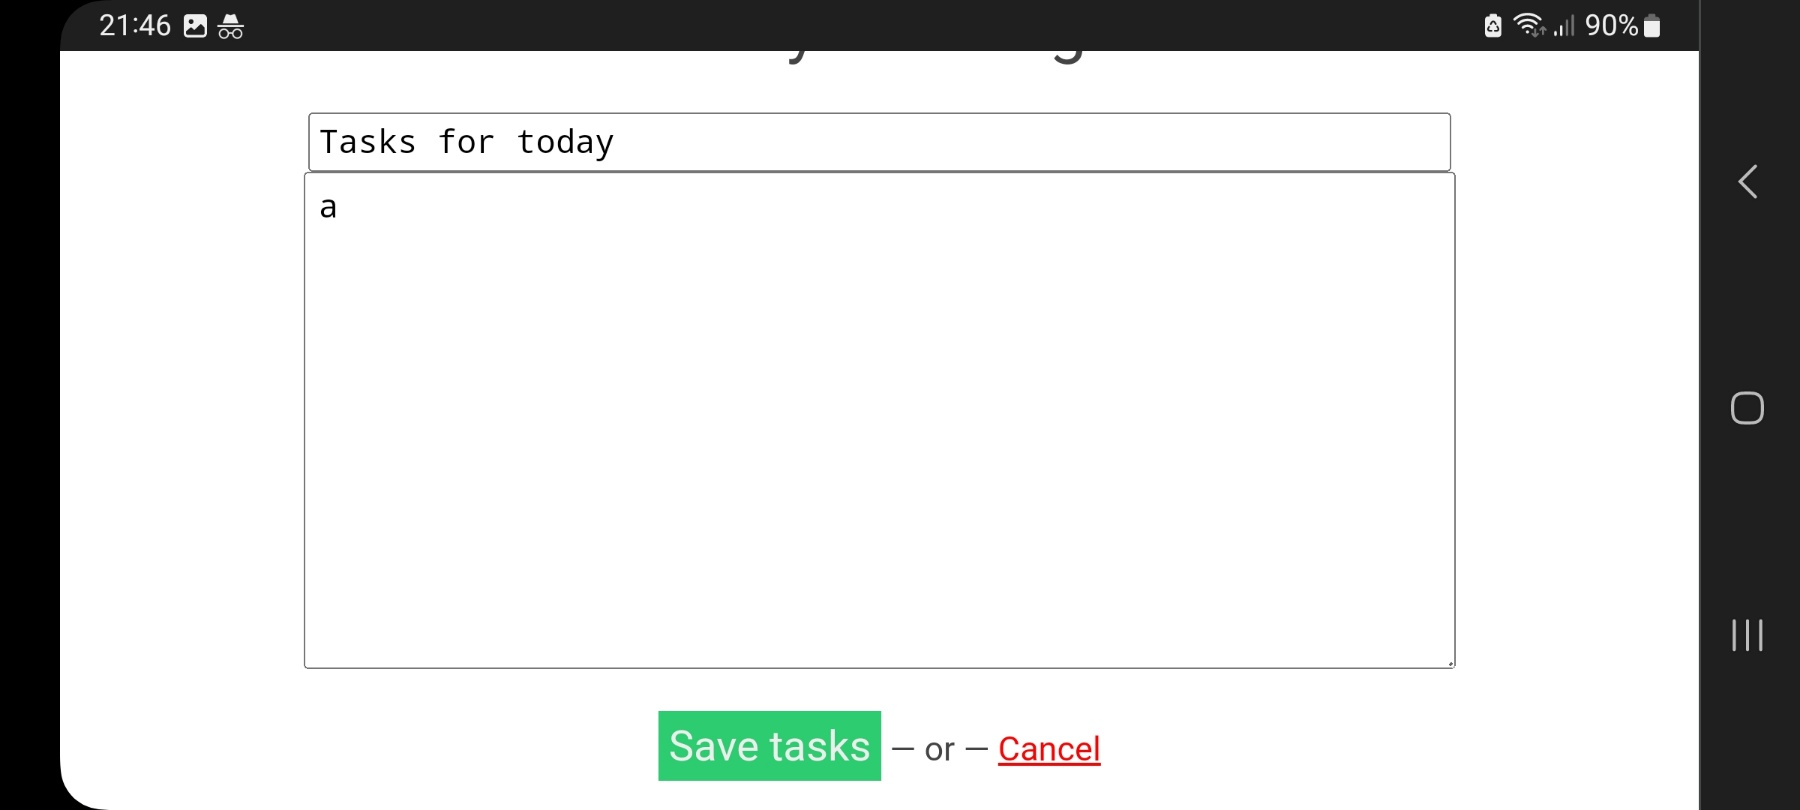 21:46 90%
Tasks for today
a
Save tasks — or — Cancel